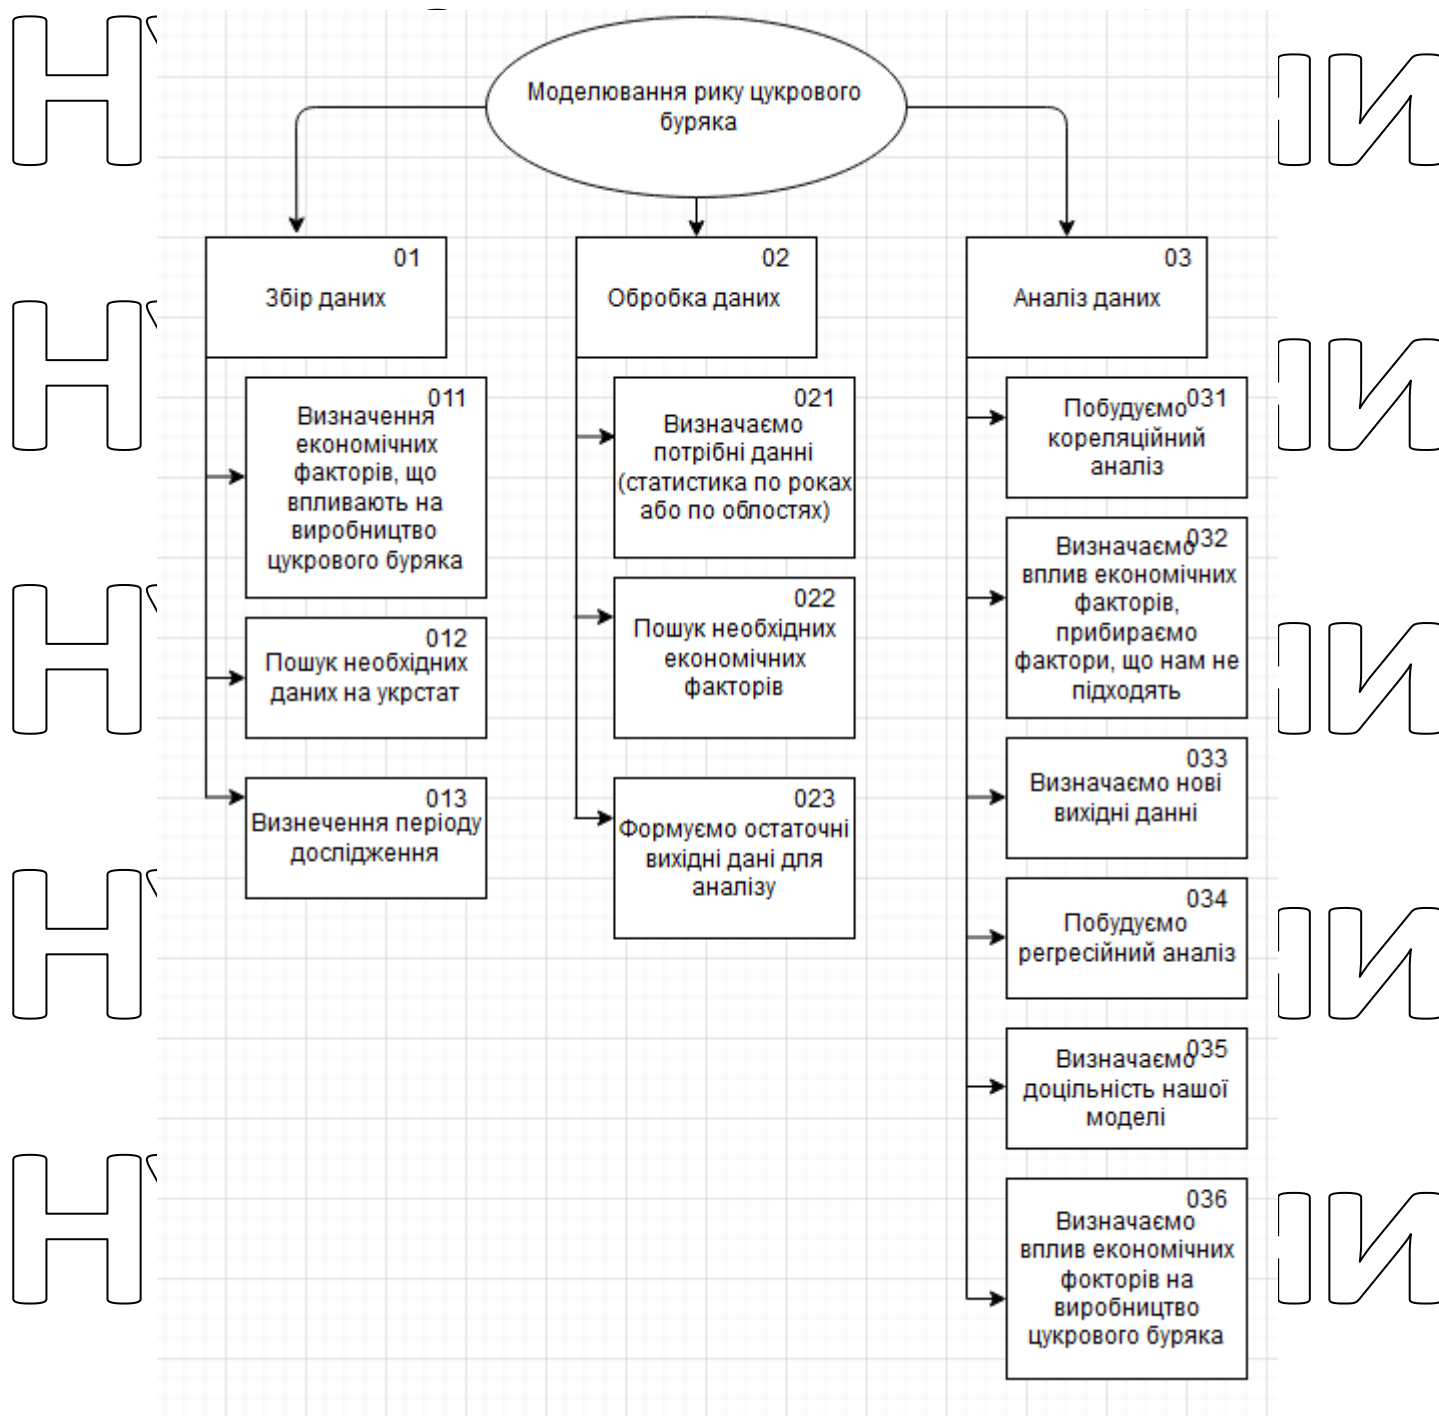 Моделювання рику цукрового
буряка
01
Збір даних
011
Визначення
економічних
факторів, що
впливають на
виробництво
цукрового буряка
012
Пошук необхідних
даних на укрстат
013
Визнечення періоду
дослідження
02
Обробка даних
021
Визначаємо
потрібні данні
(статистика по роках
або по облостях)
022
Пошук необхідних
економічних
факторів
023
Формуємо остаточні
вихідні дані для
аналізу
03
Аналіз даних
031
Побудуємо
кореляційний
аналіз
032
Визначаємо
вплив економічних
факторів,
прибираємо
фактори, що нам не
підходять
033
Визначаємо нові
вихідні данні
034
Побудуємо
регресійний аналіз
035
Визначаємо
доцільність нашої
моделі
036
Визначаємо
вплив економічних
фокторів на
виробництво
цукрового буряка